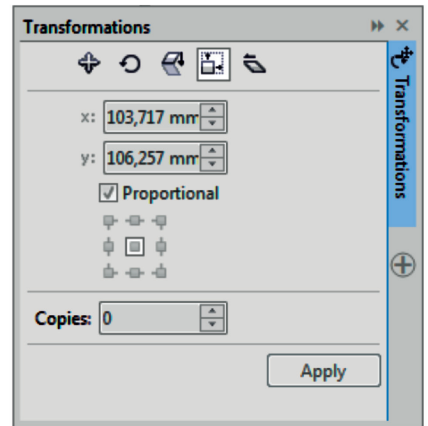 Transformations
x: 103,717 mm
y: 106,257 mm
Proportional
Copies: 0
Apply
Transformations